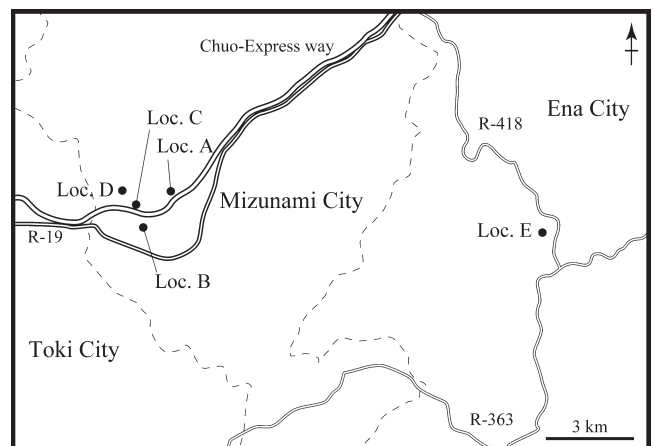 Chuo-Express way
Ena City
R-418
Loc. C
Loc. A
Loc. D
Mizunami City
Loc. E
R-19
Loc. B
Toki City
R-363
3 km